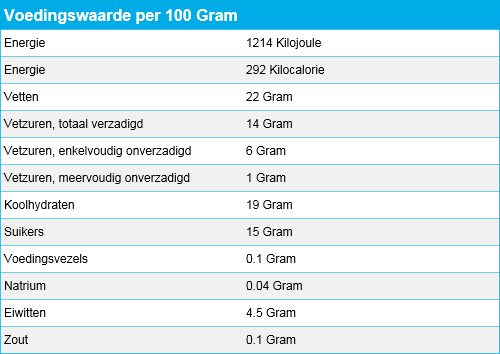 Voedingswaarde per 100 Gram
Energie 1214 Kilojoule
Energie 292 Kilocalorie
Vetten 22 Gram
Vetzuren, totaal verzadigd 14 Gram
Vetzuren, enkelvoudig onverzadigd 6 Gram
Vetzuren, meervoudig onverzadigd 1 Gram
Koolhydraten 19 Gram
Suikers 15 Gram
Voedingsvezels 0.1 Gram
Natrium 0.04 Gram
Eiwitten 4.5 Gram
Zout 0.1 Gram